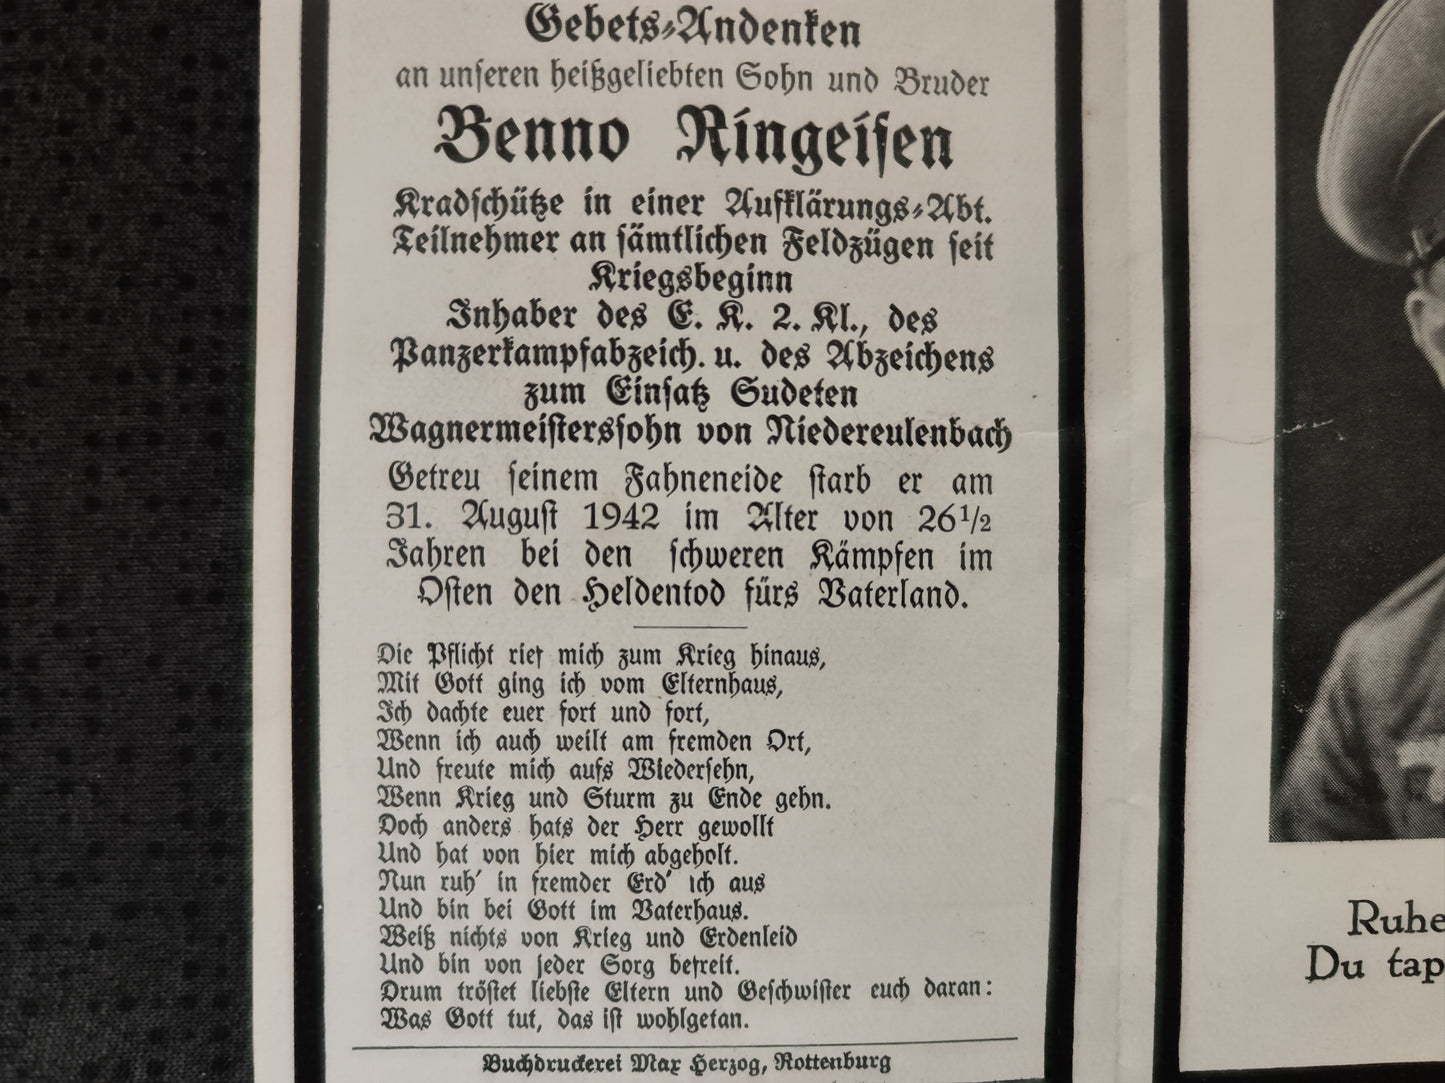 Gebets-Andenken
an unseren heißgeliebten Sohn und Bruder
Benno Ringeisen
Kradschütze in einer Aufklärungs-Abt.
Teilnehmer an sämtlichen Feldzügen seit
Kriegsbeginn
Inhaber des E. K. 2. Kl., des
Panzerkampfabzeich. u. des Abzeichens
zum Einsatz Sudeten
Wagnermeisterssohn von Niedereulenbach
Getreu seinem Fahneneide starb er am
31. August 1942 im Alter von 26 1/2
Jahren bei den schweren Kämpfen im
Osten den Heldentod fürs Vaterland.
Die Pflicht rief mich zum Krieg hinaus,
Mit Gott ging ich vom Elternhaus,
Ich dachte euer fort und fort,
Wenn ich auch weilt am fremden Ort,
Und freute mich aufs Wiedersehn,
Wenn Krieg und Sturm zu Ende gehn.
Doch anders hats der Herr gewollt
Und hat von hier mich abgeholt.
Nun ruh' in fremder Erd' ich aus
Und bin bei Gott im Vaterhaus.
Weiß nichts von Krieg und Erdenleid
Und bin von jeder Sorg befreit.
Drum tröstet liebste Eltern und Geschwister euch daran:
Was Gott tut, das ist wohlgetan.
Buchdruckerei Max Herzog, Rottenburg
Ruhe
Du tap